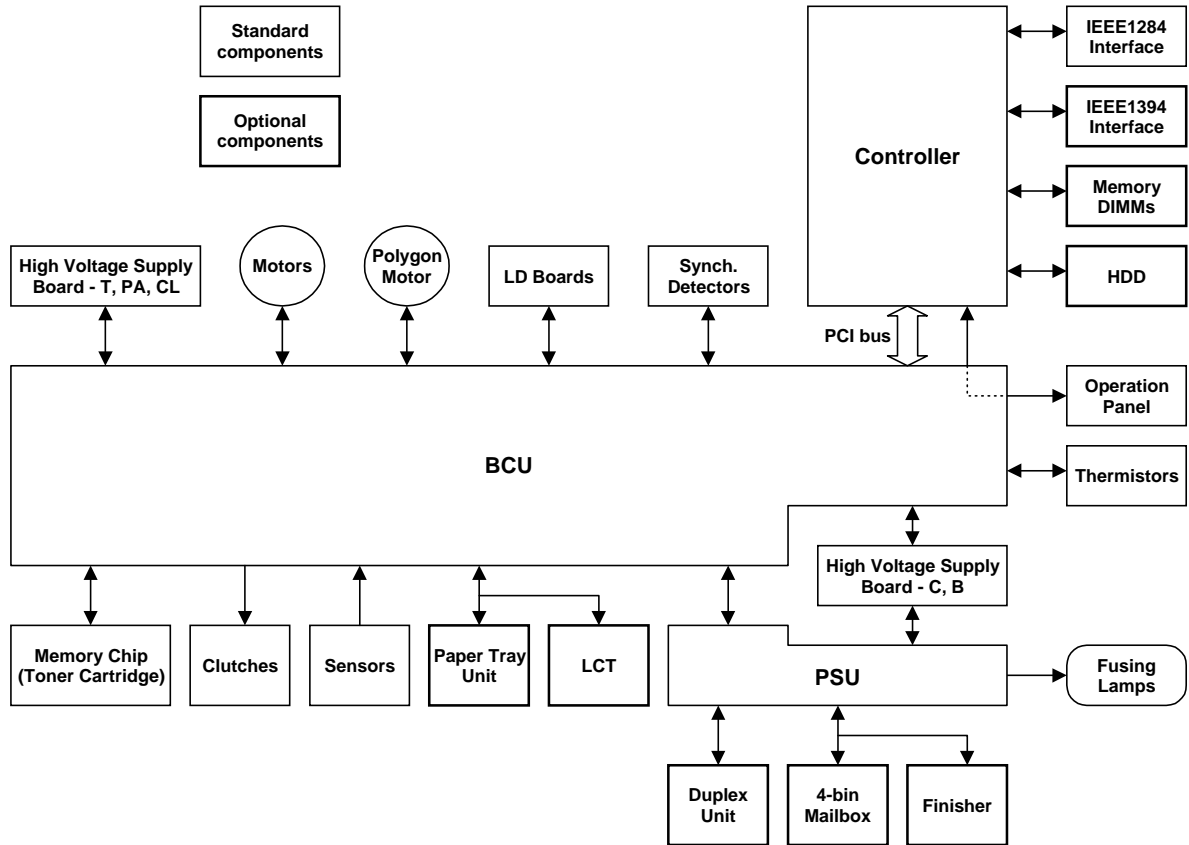 Standard
components
Optional
components
Controller
IEEE1284
Interface
IEEE1394
Interface
Memory
DIMMs
HDD
High Voltage Supply
Board - T, PA, CL
Motors
Polygon
Motor
LD Boards
Synch.
Detectors
PCI bus
Operation
Panel
BCU
Thermistors
High Voltage Supply
Board - C, B
Memory Chip
(Toner Cartridge)
Clutches
Sensors
Paper Tray
Unit
LCT
PSU
Fusing
Lamps
Duplex
Unit
4-bin
Mailbox
Finisher